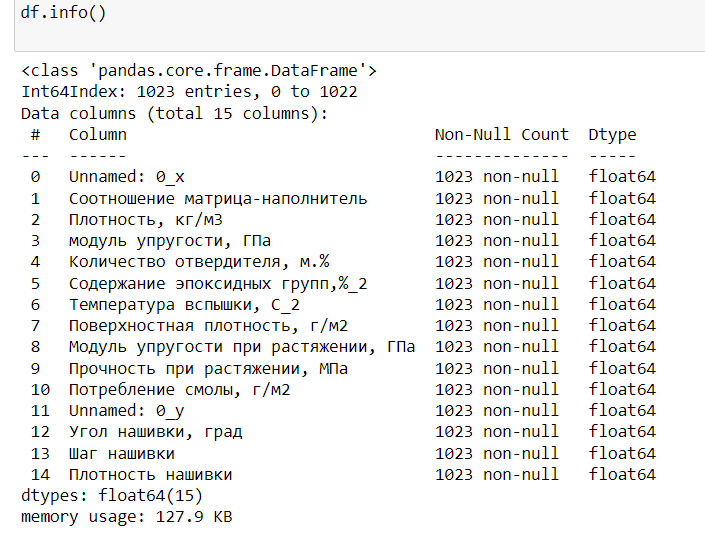 df.info()
<class 'pandas.core.frame.DataFrame'>
Int64Index: 1023 entries, 0 to 1022
Data columns (total 15 columns):
 #   Column                                Non-Null Count  Dtype
---  ------                                --------------  -----
 0   Unnamed: 0_x                          1023 non-null   float64
 1   Соотношение матрица-наполнитель       1023 non-null   float64
 2   Плотность, кг/м3                      1023 non-null   float64
 3   модуль упругости, ГПа                 1023 non-null   float64
 4   Количество отвердителя, м.%           1023 non-null   float64
 5   Содержание эпоксидных групп,%_2       1023 non-null   float64
 6   Температура вспышки, С_2              1023 non-null   float64
 7   Поверхностная плотность, г/м2         1023 non-null   float64
 8   Модуль упругости при растяжении, ГПа  1023 non-null   float64
 9   Прочность при растяжении, МПа         1023 non-null   float64
 10  Потребление смолы, г/м2               1023 non-null   float64
 11  Unnamed: 0_y                          1023 non-null   float64
 12  Угол нашивки, град                    1023 non-null   float64
 13  Шаг нашивки                           1023 non-null   float64
 14  Плотность нашивки                     1023 non-null   float64
dtypes: float64(15)
memory usage: 127.9 KB